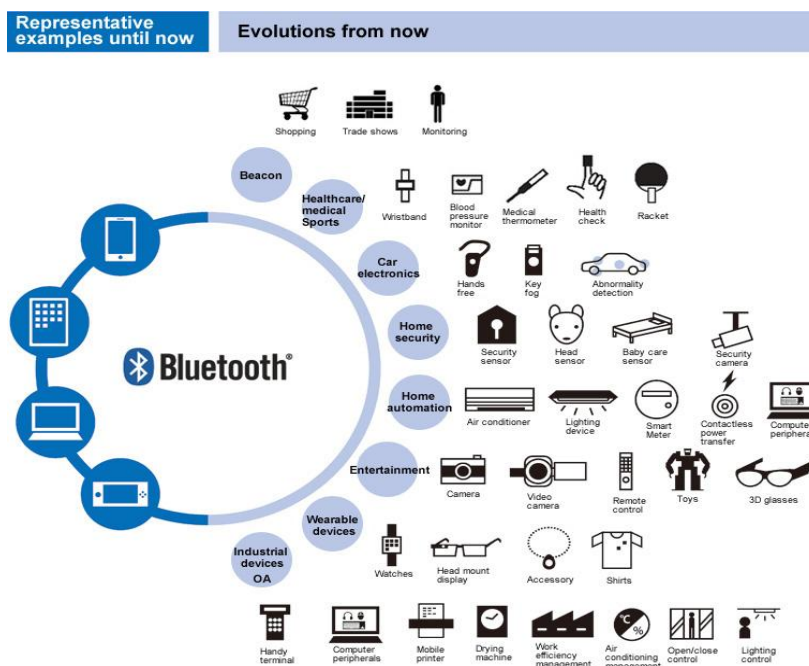 Representative
examples until now
Evolutions from now
Shopping
Trade shows
Monitoring
Beacon
Healthcare/
medical
Sports
Wristband
Blood
pressure
monitor
Medical
thermometer
Health
check
Racket
Car
electronics
Hands
free
Key
fog
Abnormality
detection
Home
security
Security
sensor
Head
sensor
Baby care
sensor
Security
camera
Bluetooth®
Home
automation
Air conditioner
Lighting
device
Smart
Meter
Contactless
power
transfer
Computer
periphera
Entertainment
Camera
Video
camera
Remote
control
Toys
3D glasses
Wearable
devices
Watches
Head mount
display
Accessory
Shirts
Industrial
devices
OA
Handy
terminal
Computer
peripherals
Mobile
printer
Drying
machine
Work
efficiency
management
Air
conditioning
management
Open/close
control
Lighting
control
°C
%